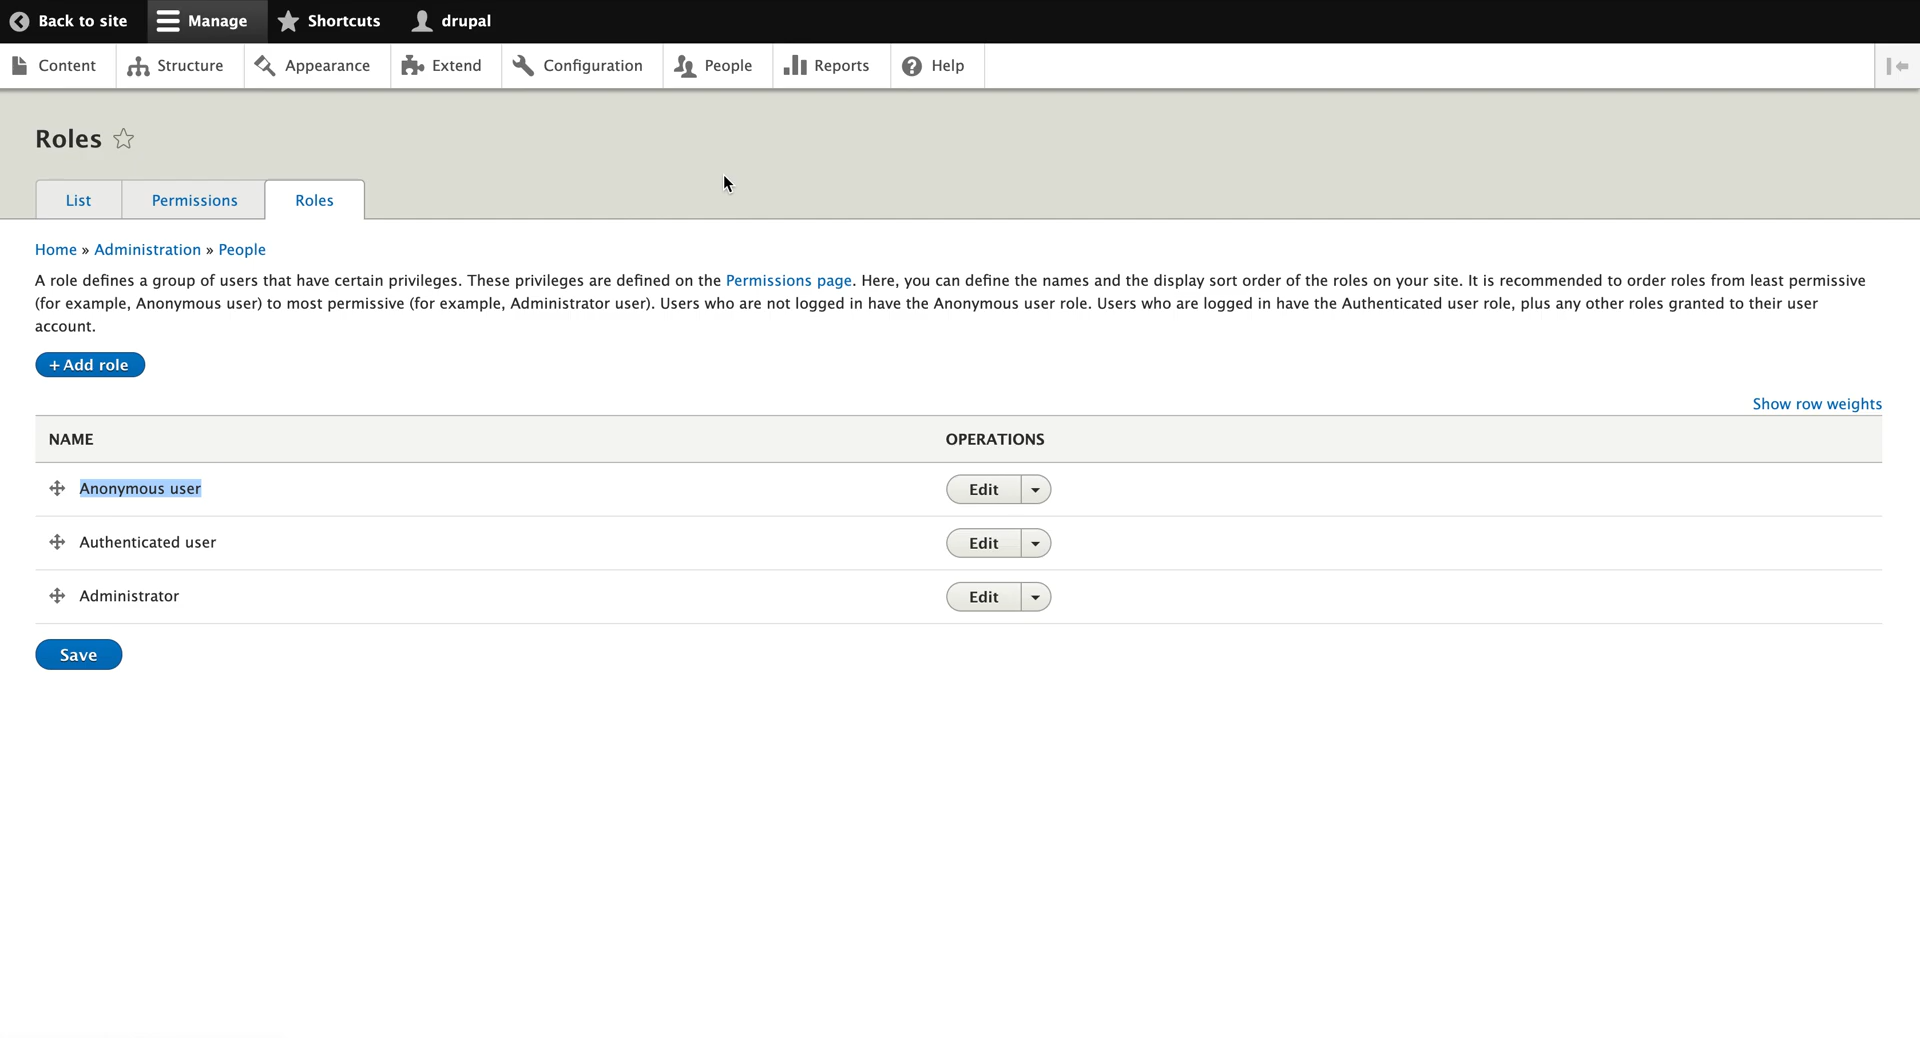 Back to site Manage Shortcuts drupal
Content Structure Appearance Extend Configuration People Reports Help
Roles
List Permissions Roles
Home » Administration » People
A role defines a group of users that have certain privileges. These privileges are defined on the Permissions page. Here, you can define the names and the display sort order of the roles on your site. It is recommended to order roles from least permissive
(for example, Anonymous user) to most permissive (for example, Administrator user). Users who are not logged in have the Anonymous user role. Users who are logged in have the Authenticated user role, plus any other roles granted to their user
account.
+ Add role
Show row weights
NAME OPERATIONS
Anonymous user Edit
Authenticated user Edit
Administrator Edit
Save